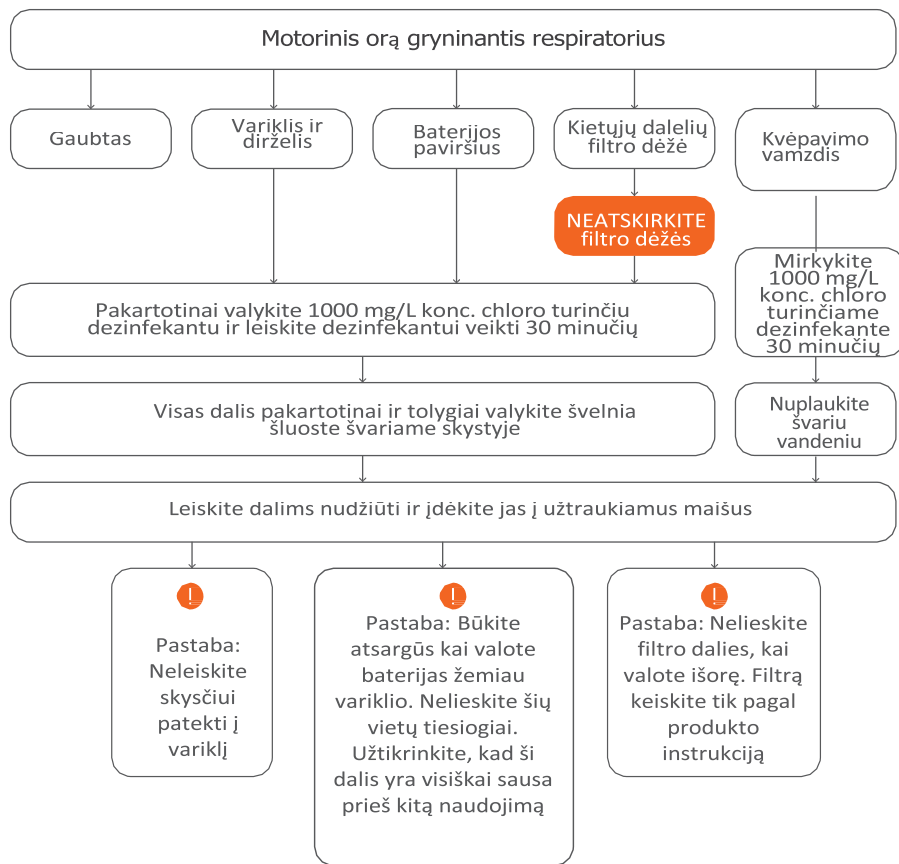 Motorinis orą gryninantis respiratorius
Gaubtas
Variklis ir
dirželis
Baterijos
paviršius
Kietųjų dalelių
filtro dėžė
Kvėpavimo
vamzdis
NEATSKIRKITE
filtro dėžės
Mirkykite
1000 mg/L
konc. chloro
turinčiame
dezinfekante
30 minučių
Pakartotinai valykite 1000 mg/L konc. chloro turinčiu
dezinfekantu ir leiskite dezinfekantui veikti 30 minučių
Visas dalis pakartotinai ir tolygiai valykite švelnia
šluoste švariame skystyje
Nuplaukite
švariu
vandeniu
Leiskite dalims nudžiūti ir įdėkite jas į užtraukiamus maišus
Pastaba:
Neleiskite
skysčiui
patekti į
variklį
Pastaba: Būkite
atsargūs kai valote
baterijas žemiau
variklio. Nelieskite šių
vietų tiesiogiai.
Užtikrinkite, kad ši
dalis yra visiškai sausa
prieš kitą naudojimą
Pastaba: Nelieskite
filtro dalies, kai
valote išorę. Filtrą
keiskite tik pagal
produkto
instrukciją